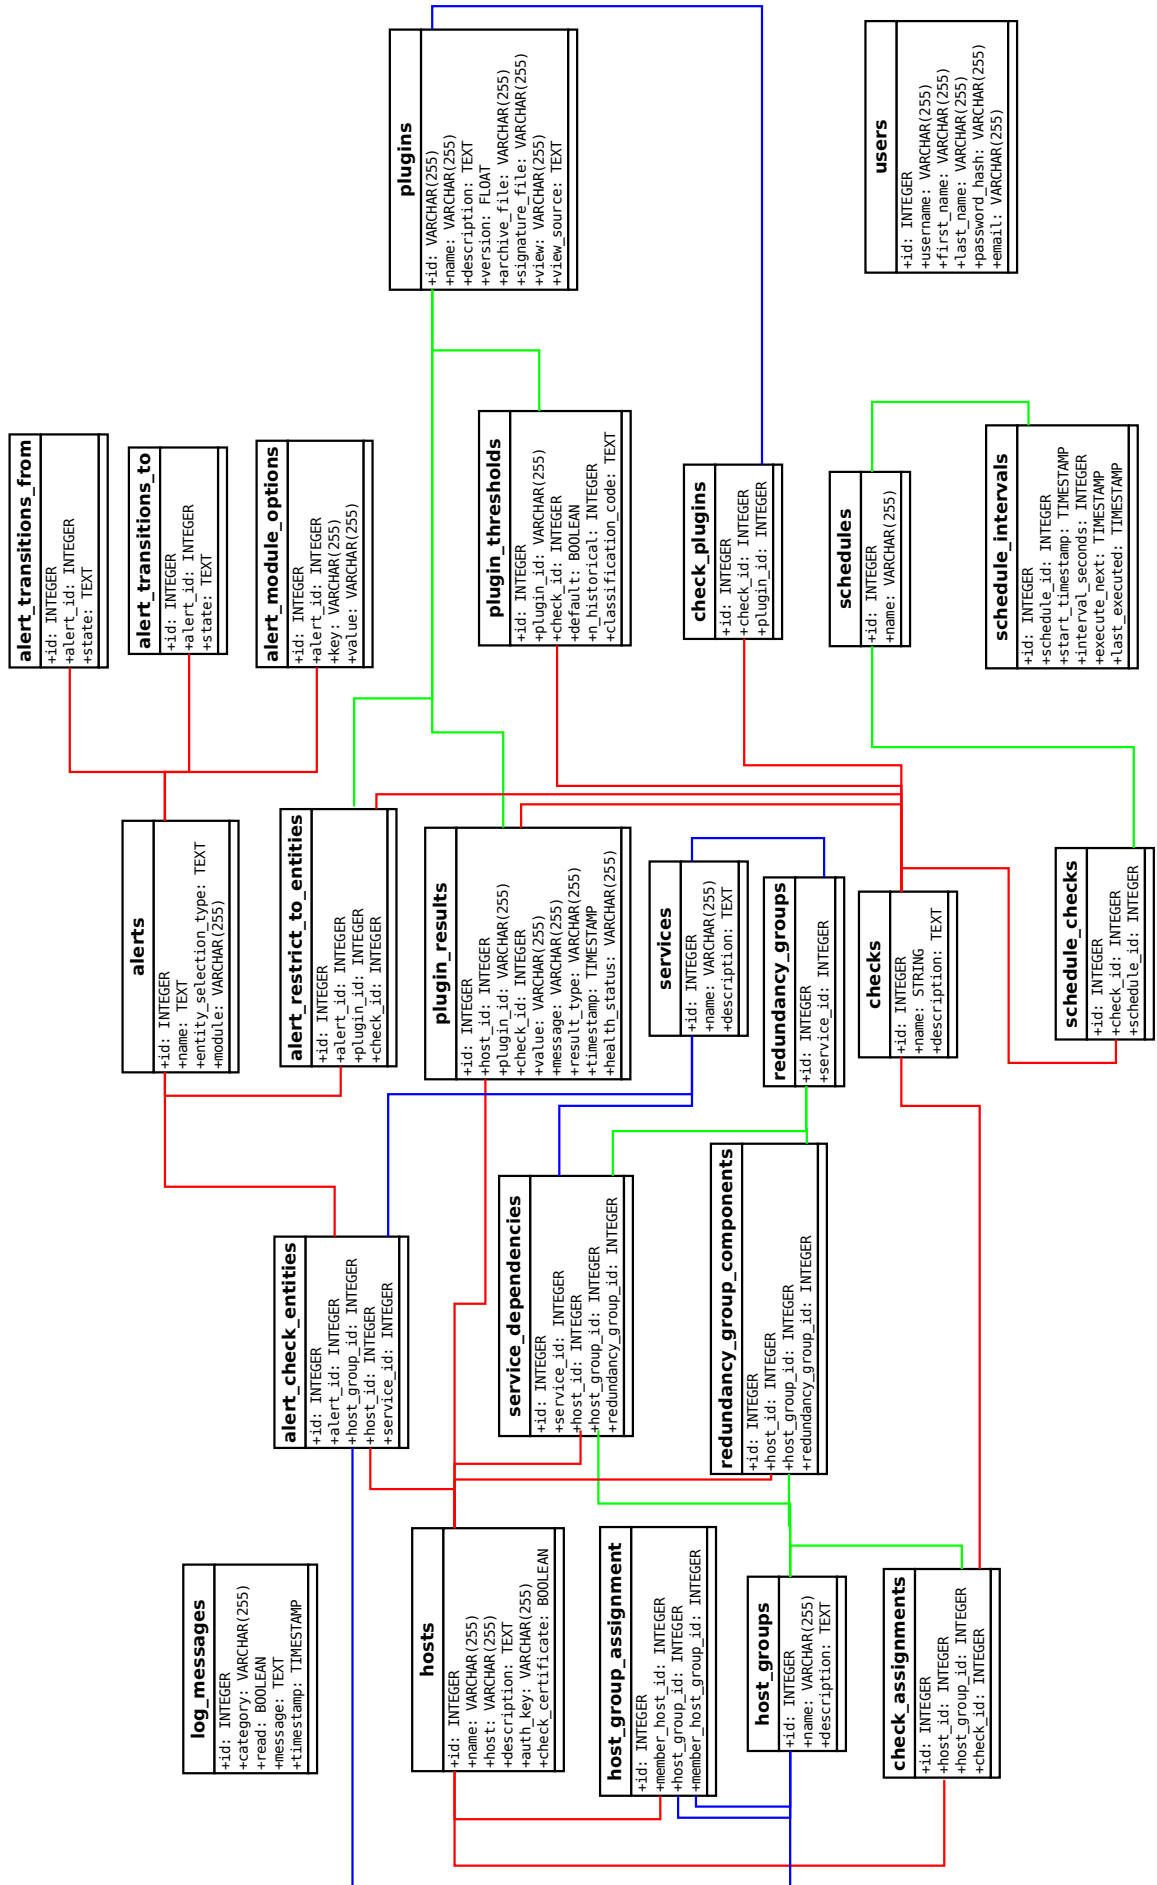 plugins
+id: VARCHAR(255)
+name: VARCHAR(255)
+description: TEXT
+version: FLOAT
+archive_file: VARCHAR(255)
+signature_file: VARCHAR(255)
+view: VARCHAR(255)
+view_source: TEXT
users
+id: INTEGER
+username: VARCHAR(255)
+first_name: VARCHAR(255)
+last_name: VARCHAR(255)
+password_hash: VARCHAR(255)
+email: VARCHAR(255)
alert_transitions_from
+id: INTEGER
+alert_id: INTEGER
+state: TEXT
alert_transitions_to
+id: INTEGER
+alert_id: INTEGER
+state: TEXT
alert_module_options
+id: INTEGER
+alert_id: INTEGER
+key: VARCHAR(255)
+value: VARCHAR(255)
plugin_thresholds
+id: INTEGER
+plugin_id: VARCHAR(255)
+check_id: INTEGER
+default: BOOLEAN
+n_historical: INTEGER
+classification_code: TEXT
check_plugins
+id: INTEGER
+check_id: INTEGER
+plugin_id: INTEGER
schedules
+id: INTEGER
+name: VARCHAR(255)
schedule_intervals
+id: INTEGER
+schedule_id: INTEGER
+start_timestamp: TIMESTAMP
+interval_seconds: INTEGER
+execute_next: TIMESTAMP
+last_executed: TIMESTAMP
alerts
+id: INTEGER
+name: TEXT
+entity_selection_type: TEXT
+module: VARCHAR(255)
alert_restrict_to_entities
+id: INTEGER
+alert_id: INTEGER
+plugin_id: INTEGER
+check_id: INTEGER
plugin_results
+id: INTEGER
+host_id: INTEGER
+plugin_id: VARCHAR(255)
+check_id: INTEGER
+value: VARCHAR(255)
+message: VARCHAR(255)
+result_type: VARCHAR(255)
+timestamp: TIMESTAMP
+health_status: VARCHAR(255)
services
+id: INTEGER
+name: VARCHAR(255)
+description: TEXT
redundancy_groups
+id: INTEGER
+service_id: INTEGER
checks
+id: INTEGER
+name: STRING
+description: TEXT
schedule_checks
+id: INTEGER
+check_id: INTEGER
+schedule_id: INTEGER
alert_check_entities
+id: INTEGER
+alert_id: INTEGER
+host_group_id: INTEGER
+host_id: INTEGER
+service_id: INTEGER
service_dependencies
+id: INTEGER
+service_id: INTEGER
+host_id: INTEGER
+host_group_id: INTEGER
+redundancy_group_id: INTEGER
redundancy_group_components
+id: INTEGER
+host_id: INTEGER
+host_group_id: INTEGER
+redundancy_group_id: INTEGER
log_messages
+id: INTEGER
+category: VARCHAR(255)
+read: BOOLEAN
+message: TEXT
+timestamp: TIMESTAMP
hosts
+id: INTEGER
+name: VARCHAR(255)
+host: VARCHAR(255)
+description: TEXT
+auth_key: VARCHAR(255)
+check_certificate: BOOLEAN
host_group_assignment
+id: INTEGER
+member_host_id: INTEGER
+host_group_id: INTEGER
+member_host_group_id: INTEGER
host_groups
+id: INTEGER
+name: VARCHAR(255)
+description: TEXT
check_assignments
+id: INTEGER
+host_id: INTEGER
+host_group_id: INTEGER
+check_id: INTEGER